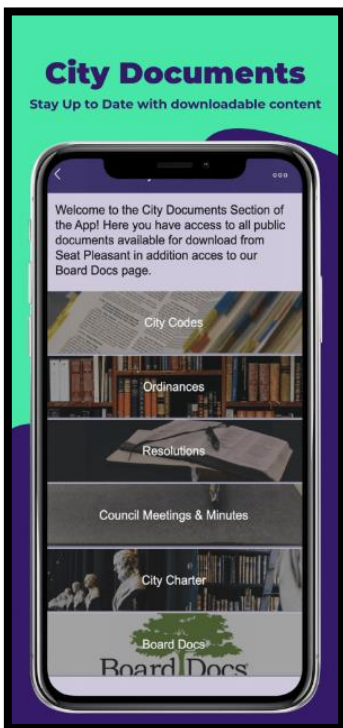 City Documents
Stay Up to Date with downloadable content
Welcome to the City Documents Section of
the App! Here you have access to all public
documents available for download from
Seat Pleasant in addition acces to our
Board Docs page.
City Codes
Ordinances
Resolutions
Council Meetings & Minutes
City Charter
Board Docs
Board Docs